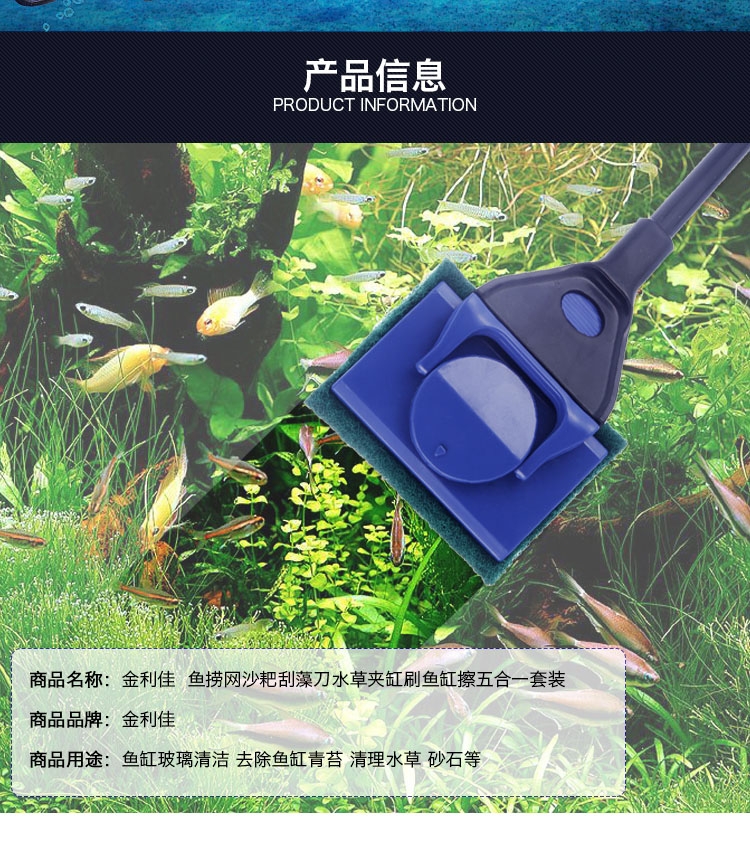 产品信息
PRODUCT INFORMATION
商品名称：金利佳 鱼捞网沙耙刮藻刀水草夹缸刷鱼缸擦五合一套装
商品品牌：金利佳
商品用途：鱼缸玻璃清洁 去除鱼缸青苔 清理水草 砂石等